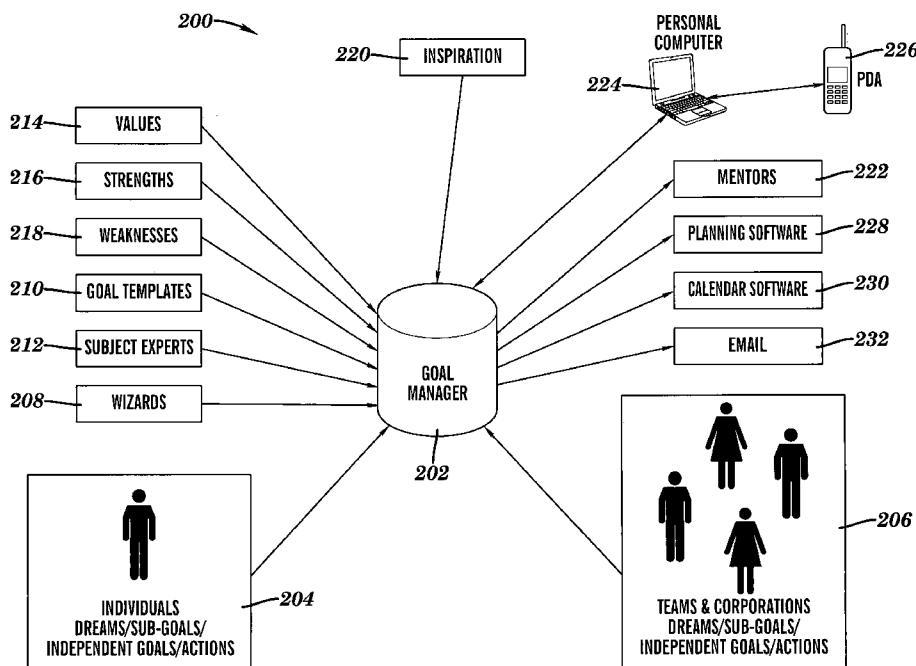 200
220
INSPIRATION
PERSONAL
COMPUTER
224
226
PDA
214
VALUES
216
STRENGTHS
218
WEAKNESSES
210
GOAL TEMPLATES
212
SUBJECT EXPERTS
208
WIZARDS
GOAL
MANAGER
202
MENTORS
222
PLANNING SOFTWARE
228
CALENDAR SOFTWARE
230
EMAIL
232
204
INDIVIDUALS
DREAMS/SUB-GOALS/
INDEPENDENT GOALS/ACTIONS
206
TEAMS & CORPORATIONS
DREAMS/SUB-GOALS/
INDEPENDENT GOALS/ACTIONS